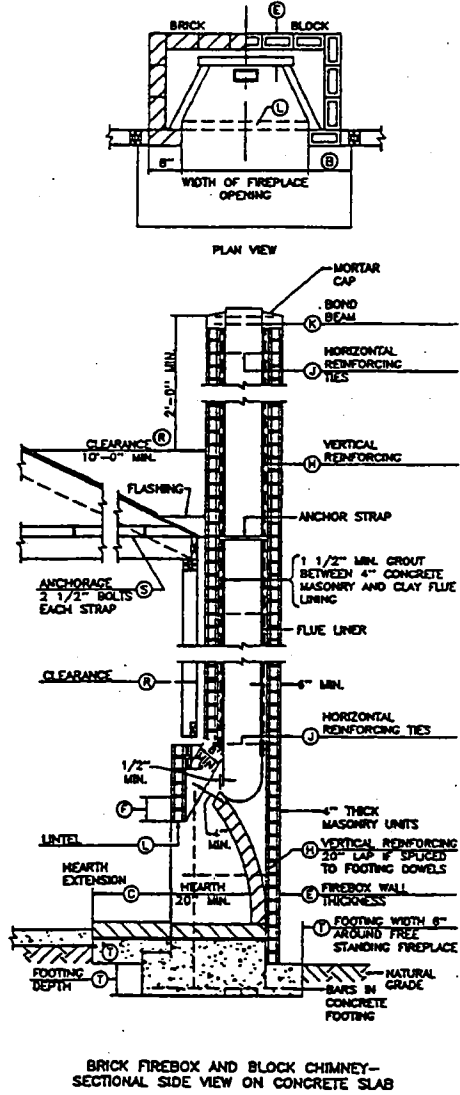 BRICK
E
BLOCK
L
8"
B
WIDTH OF FIREPLACE
OPENING
PLAN VIEW
MORTAR
CAP
BOND
BEAM
K
HORIZONTAL
REINFORCING
TIES
J
2'-0" MIN.
CLEARANCE
R
10'-0" MIN.
VERTICAL
REINFORCING
H
FLASHING
ANCHOR STRAP
ANCHORAGE
2 1/2" BOLTS
EACH STRAP
S
1 1/2" MIN. GROUT
BETWEEN 4" CONCRETE
MASONRY AND CLAY FLUE
LINING
FLUE LINER
CLEARANCE
R
6" MIN.
HORIZONTAL
REINFORCING TIES
J
8"
MIN.
1/2"
MIN.
F
4"
MIN.
4" THICK
MASONRY UNITS
LINTEL
L
VERTICAL REINFORCING
20" LAP IF SPLICED
TO FOOTING DOWELS
H
HEARTH
EXTENSION
C
HEARTH
20" MIN.
E
FIREBOX WALL
THICKNESS
T
FOOTING WIDTH 6"
AROUND FREE
STANDING FIREPLACE
T
FOOTING
DEPTH
T
NATURAL
GRADE
BARS IN
CONCRETE
FOOTING
BRICK FIREBOX AND BLOCK CHIMNEY-
SECTIONAL SIDE VIEW ON CONCRETE SLAB